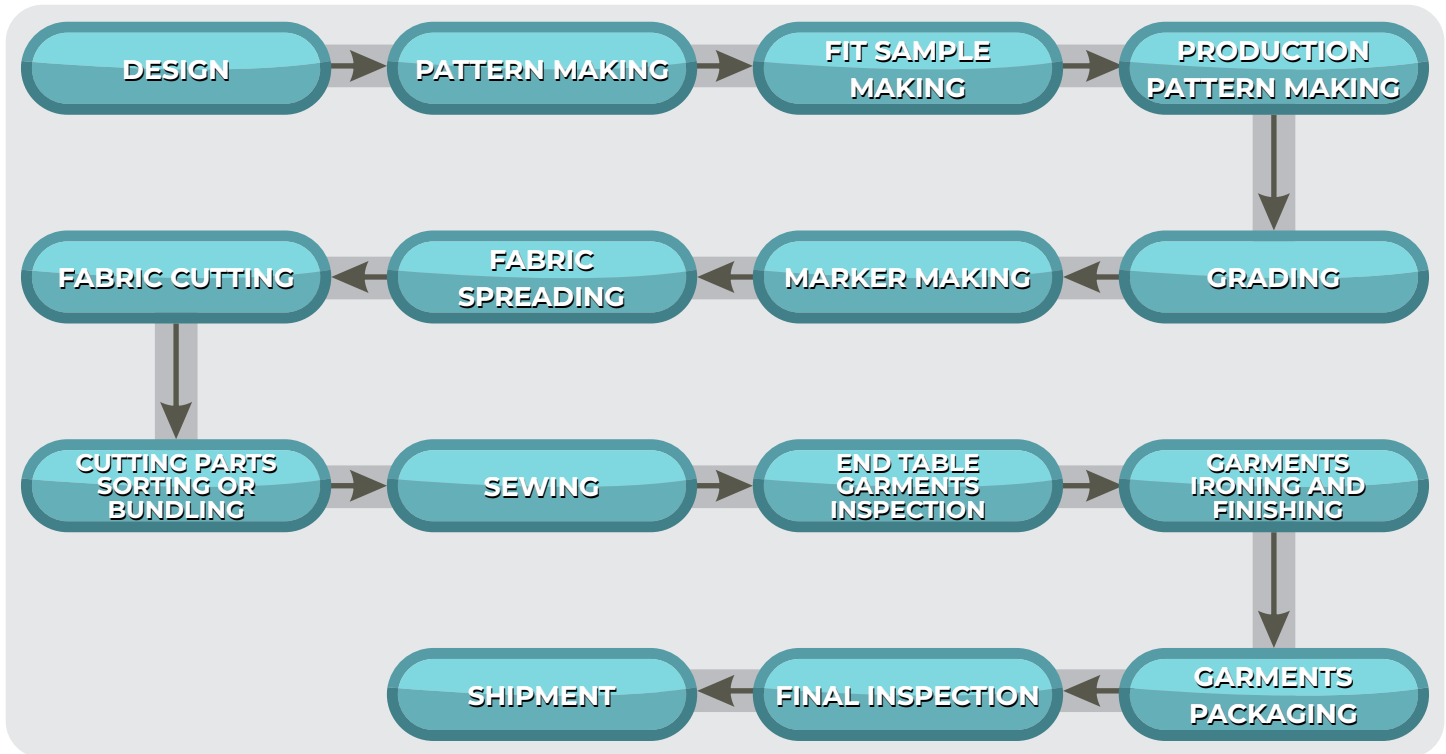 DESIGN
PATTERN MAKING
FIT SAMPLE
MAKING
PRODUCTION
PATTERN MAKING
GRADING
MARKER MAKING
FABRIC
SPREADING
FABRIC CUTTING
CUTTING PARTS
SORTING OR
BUNDLING
SEWING
END TABLE
GARMENTS
INSPECTION
GARMENTS
IRONING AND
FINISHING
GARMENTS
PACKAGING
FINAL INSPECTION
SHIPMENT